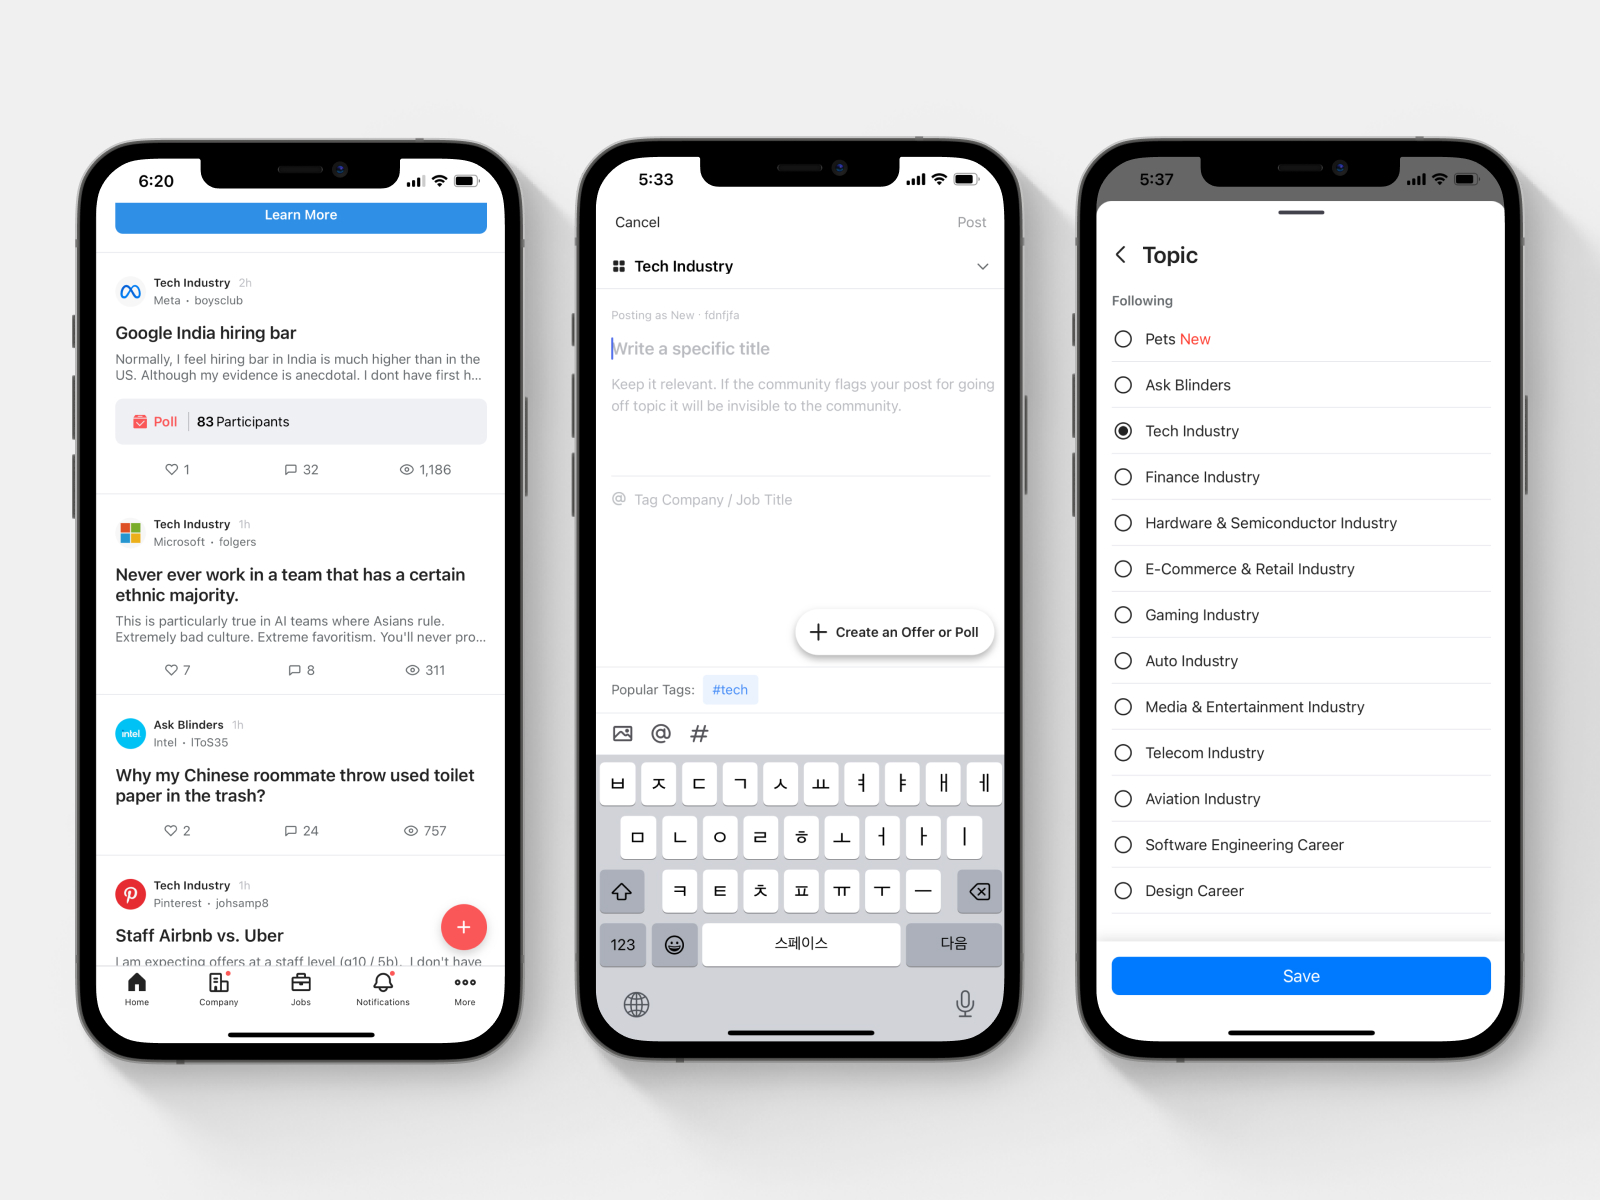 6:20
Learn More
Tech Industry 2h
Meta · boysclub
Google India hiring bar
Normally, I feel hiring bar in India is much higher than in the
US. Although my evidence is anecdotal. I dont have first h...
Poll 83 Participants
1 32 1,186
Tech Industry 1h
Microsoft · folgers
Never ever work in a team that has a certain
ethnic majority.
This is particularly true in AI teams where Asians rule.
Extremely bad culture. Extreme favoritism. You'll never pro...
7 8 311
intel
Ask Blinders 1h
Intel · IToS35
Why my Chinese roommate throw used toilet
paper in the trash?
2 24 757
Tech Industry 1h
Pinterest · johsamp8
Staff Airbnb vs. Uber
I am expecting offers at a staff level (g10 / 5b). I don't have
Home Company Jobs Notifications More
5:33
Cancel Post
Tech Industry
Posting as New · fdnfjfa
Write a specific title
Keep it relevant. If the community flags your post for going
off topic it will be invisible to the community.
@ Tag Company / Job Title
+ Create an Offer or Poll
Popular Tags: #tech
@ #
ㅂ ㅈ ㄷ ㄱ ㅅ ㅛ ㅕ ㅑ ㅐ ㅔ
ㅁ ㄴ ㅇ ㄹ ㅎ ㅗ ㅓ ㅏ ㅣ
ㅋ ㅌ ㅊ ㅍ ㅠ ㅜ ㅡ
123 스페이스 다음
5:37
Topic
Following
Pets New
Ask Blinders
Tech Industry
Finance Industry
Hardware & Semiconductor Industry
E-Commerce & Retail Industry
Gaming Industry
Auto Industry
Media & Entertainment Industry
Telecom Industry
Aviation Industry
Software Engineering Career
Design Career
Save